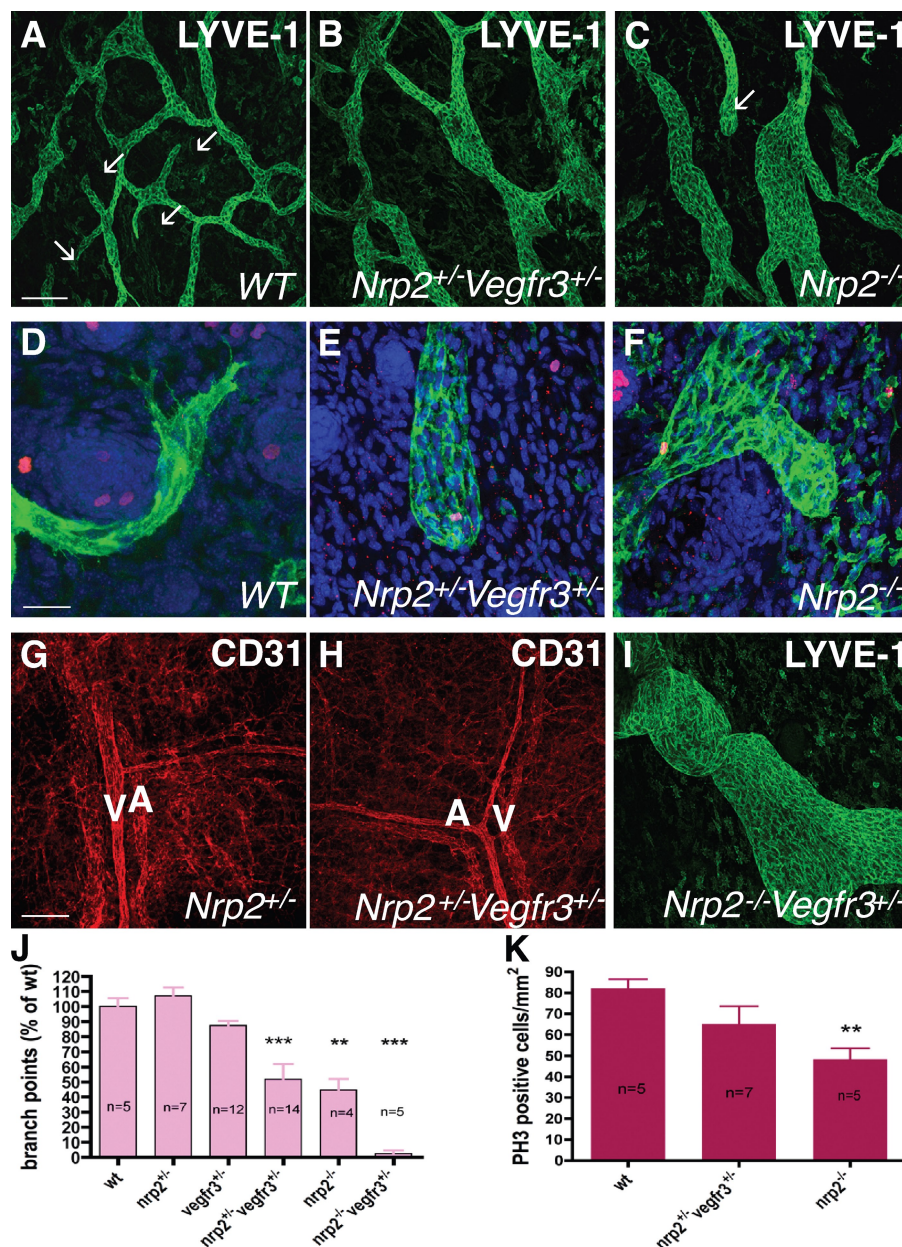 A LYVE-1
WT
B LYVE-1
Nrp2+/-Vegfr3+/-
C LYVE-1
Nrp2-/-
D
WT
E
Nrp2+/-Vegfr3+/-
F
Nrp2-/-
G CD31
V A
Nrp2+/-
H CD31
A V
Nrp2+/-Vegfr3+/-
I LYVE-1
Nrp2-/-Vegfr3+/-
J
branch points (% of wt)
120
110
100
90
80
70
60
50
40
30
20
10
0
*** ** ***
n=5 n=7 n=12 n=14 n=4 n=5
wt
nrp2+/-
vegfr3+/-
nrp2+/-vegfr3+/-
nrp2-/-
nrp2-/-vegfr3+/-
K
PH3 positive cells/mm2
90
80
70
60
50
40
30
20
10
0
**
n=5 n=7 n=5
wt
nrp2+/-vegfr3+/-
nrp2-/-